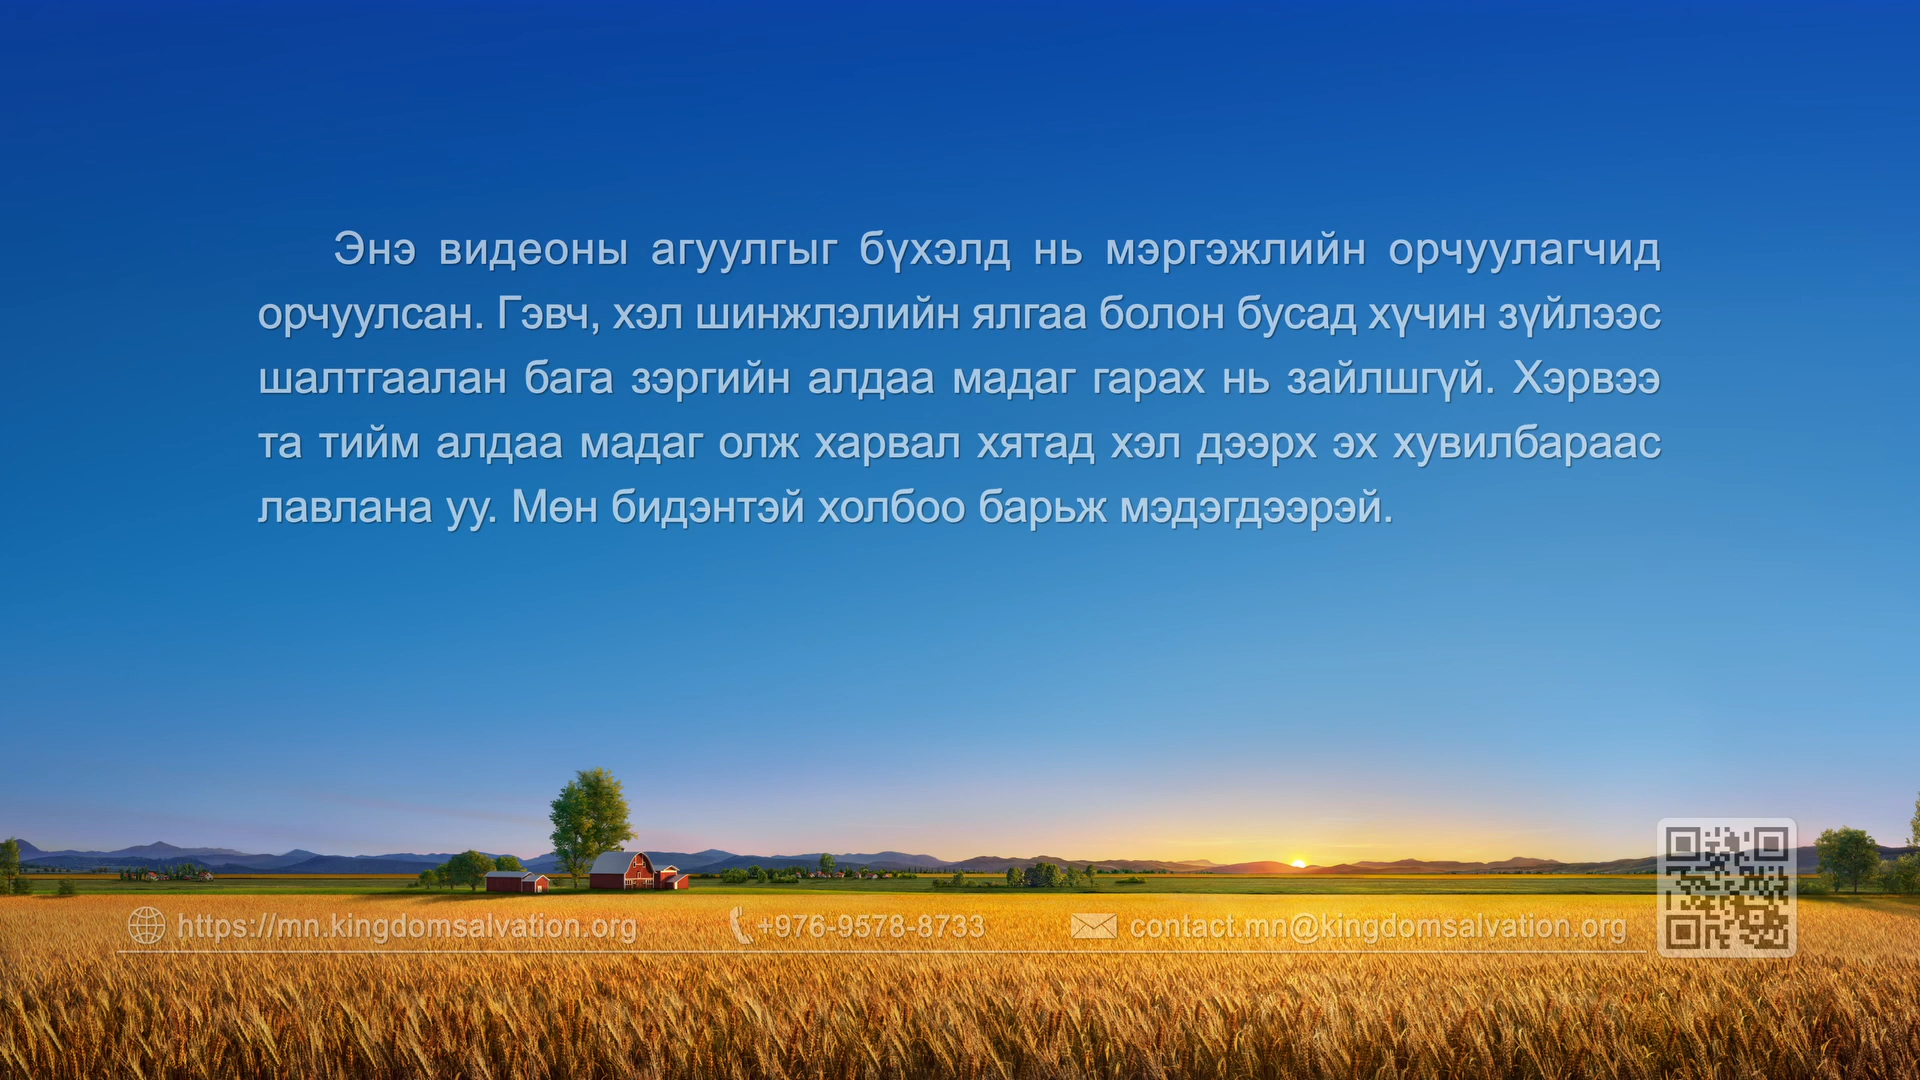 Энэ видеоны агуулгыг бүхэлд нь мэргэжлийн орчуулагчид
орчуулсан. Гэвч, хэл шинжлэлийн ялгаа болон бусад хүчин зүйлээс
шалтгаалан бага зэргийн алдаа мадаг гарах нь зайлшгүй. Хэрвээ
та тийм алдаа мадаг олж харвал хятад хэл дээрх эх хувилбараас
лавлана уу. Мөн бидэнтэй холбоо барьж мэдэгдээрэй.
https://mn.kingdomsalvation.org +976-9578-8733 contact.mn@kingdomsalvation.org